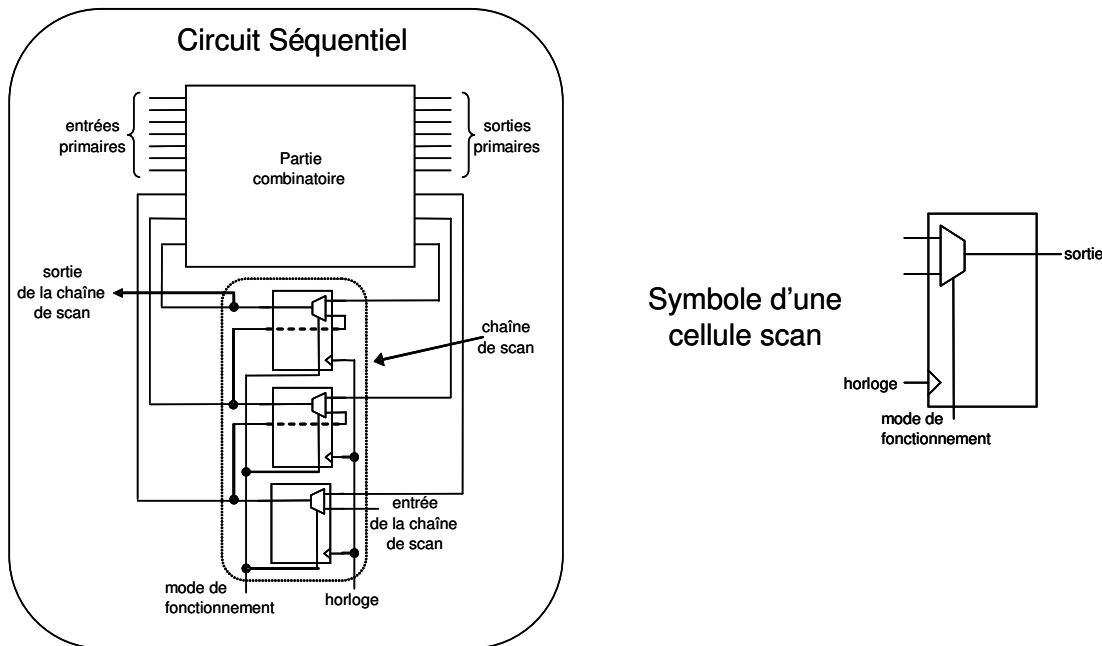 Circuit Séquentiel
entrées
primaires
Partie
combinatoire
sorties
primaires
sortie
de la chaîne
de scan
chaîne
de scan
entrée
de la chaîne
de scan
mode de
fonctionnement
horloge
Symbole d'une
cellule scan
sortie
horloge
mode de
fonctionnement